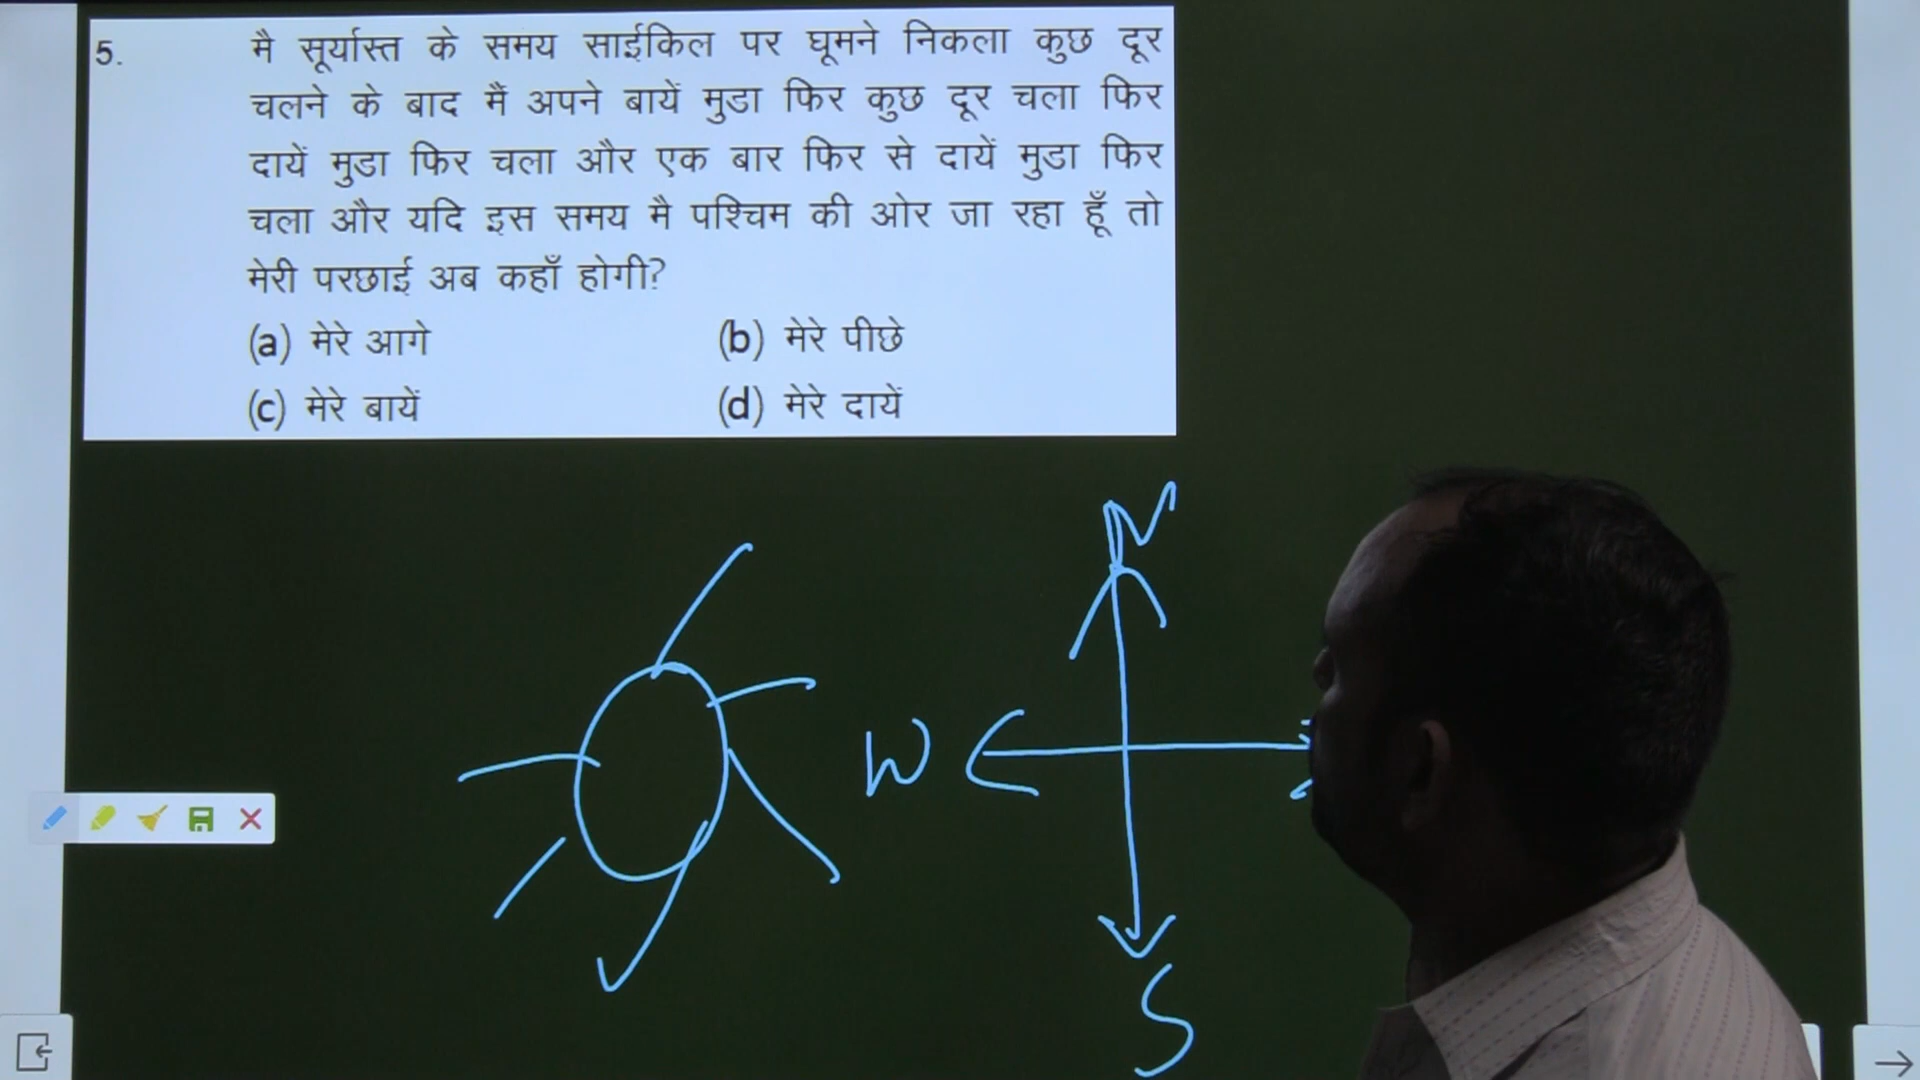 5. मै सूर्यास्त के समय साईकिल पर घूमने निकला कुछ दूर
चलने के बाद मैं अपने बायें मुडा फिर कुछ दूर चला फिर
दायें मुडा फिर चला और एक बार फिर से दायें मुडा फिर
चला और यदि इस समय मै पश्चिम की ओर जा रहा हूँ तो
मेरी परछाई अब कहाँ होगी?
(a) मेरे आगे (b) मेरे पीछे
(c) मेरे बायें (d) मेरे दायें
N
W
S